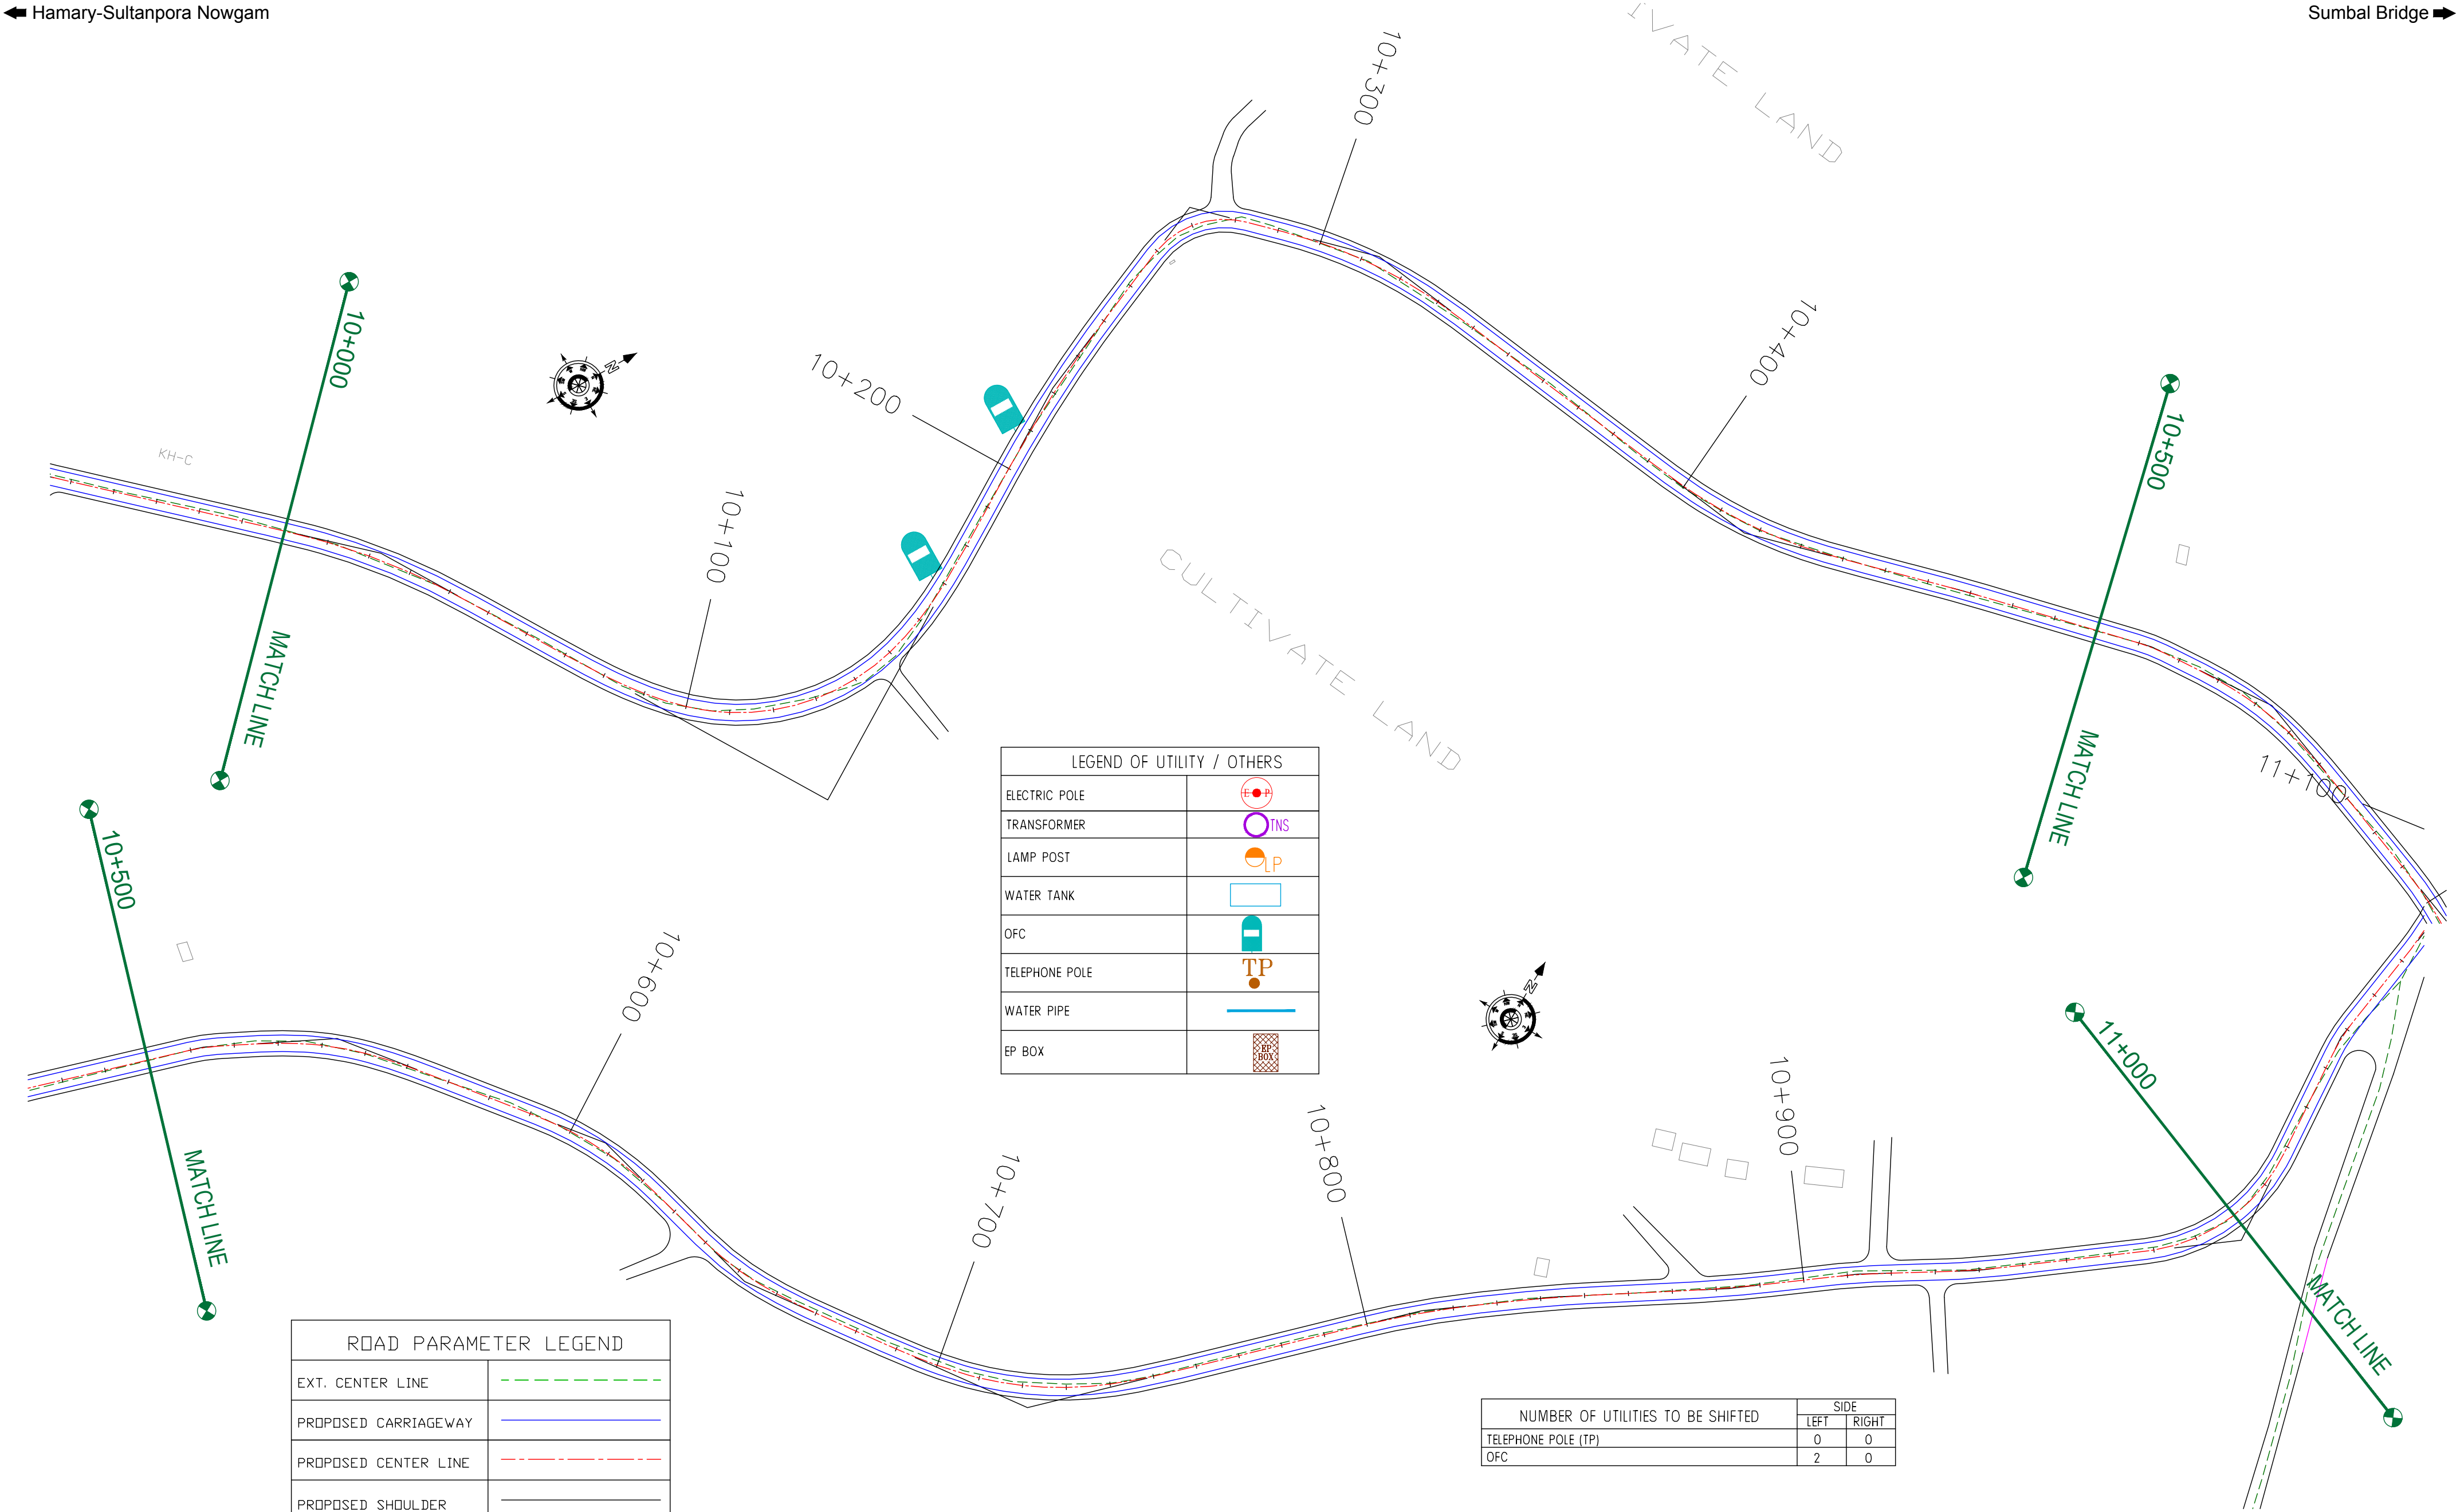 Hamary-Sultanpora Nowgam
Sumbal Bridge
IVATE LAND
10+300
10+000
10+200
10+400
10+500
KH-C
N
10+100
CULTIVATE LAND
MATCH LINE
MATCH LINE
11+100
LEGEND OF UTILITY / OTHERS
ELECTRIC POLE
E P
TRANSFORMER
TNS
LAMP POST
LP
WATER TANK
OFC
TELEPHONE POLE
TP
WATER PIPE
EP BOX
EP
BOX
10+500
10+600
N
11+000
10+700
10+800
10+900
MATCH LINE
MATCH LINE
ROAD PARAMETER LEGEND
EXT. CENTER LINE
PROPOSED CARRIAGEWAY
PROPOSED CENTER LINE
PROPOSED SHOULDER
NUMBER OF UTILITIES TO BE SHIFTED
SIDE
LEFT RIGHT
TELEPHONE POLE (TP) 0 0
OFC 2 0